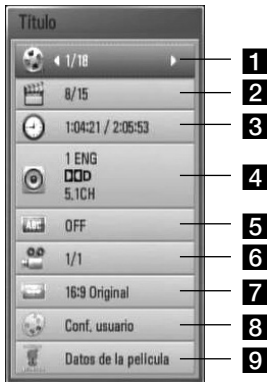 Título
1/18 1
8/15 2
1:04:21 / 2:05:53 3
1 ENG
5.1CH 4
OFF 5
1/1 6
16:9 Original 7
Conf. usuario 8
Datos de la película 9